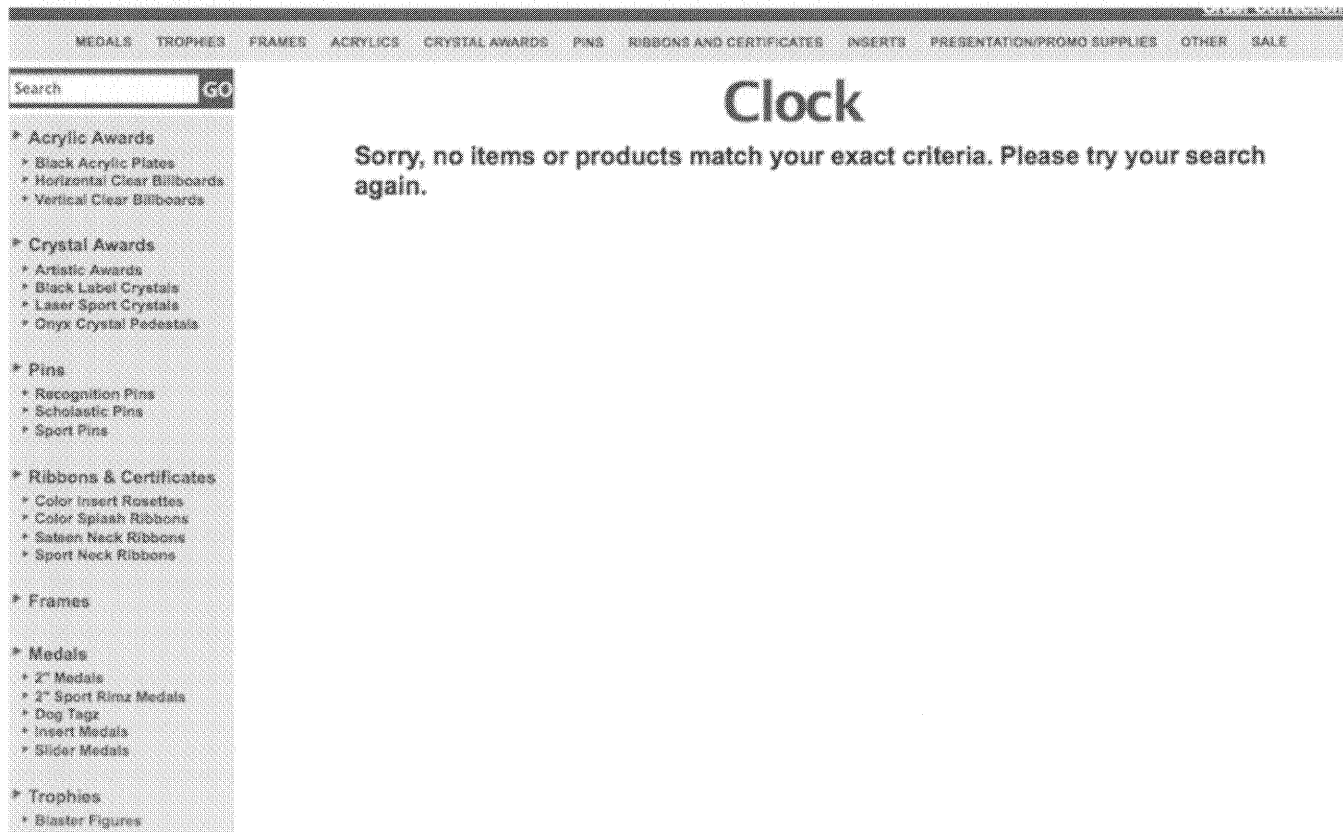 MEDALS TROPHIES FRAMES ACRYLICS CRYSTAL AWARDS PINS RIBBONS AND CERTIFICATES INSERTS PRESENTATION/PROMO SUPPLIES OTHER SALE
Search GO
Clock
Sorry, no items or products match your exact criteria. Please try your search
again.
Acrylic Awards
Black Acrylic Plates
Horizontal Clear Billboards
Vertical Clear Billboards
Crystal Awards
Artistic Awards
Black Label Crystals
Laser Sport Crystals
Onyx Crystal Pedestals
Pins
Recognition Pins
Scholastic Pins
Sport Pins
Ribbons & Certificates
Color Insert Rosettes
Color Splash Ribbons
Sateen Neck Ribbons
Sport Neck Ribbons
Frames
Medals
2" Medals
2" Sport Rimz Medals
Dog Tagz
Insert Medals
Slider Medals
Trophies
Blaster Figures